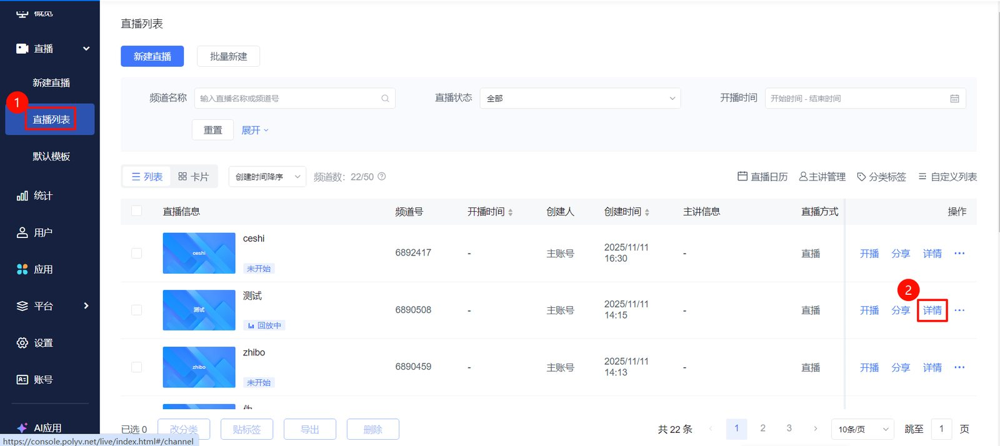 概览
直播
新建直播
1
直播列表
默认模板
统计
用户
应用
平台
设置
账号
AI应用
https://console.polyv.net/live/index.html#/channel
直播列表
新建直播
批量新建
频道名称
输入直播名称或频道号
直播状态
全部
开播时间
开始时间 - 结束时间
重置
展开
列表
卡片
创建时间降序
频道数: 22/50
直播日历
主讲管理
分类标签
自定义列表
直播信息 频道号 开播时间 创建人 创建时间 主讲信息 直播方式 操作
ceshi
ceshi
未开始
6892417
-
主账号
2025/11/11
16:30
-
直播
开播 分享 详情 ···
测试
测试
回放中
6890508
-
主账号
2025/11/11
14:15
-
直播
2
开播 分享 详情 ···
zhibo
zhibo
未开始
6890459
-
主账号
2025/11/11
14:13
-
直播
开播 分享 详情 ···
已选 0
改分类
贴标签
导出
删除
共 22 条
1 2 3
10条/页
跳至 1 页